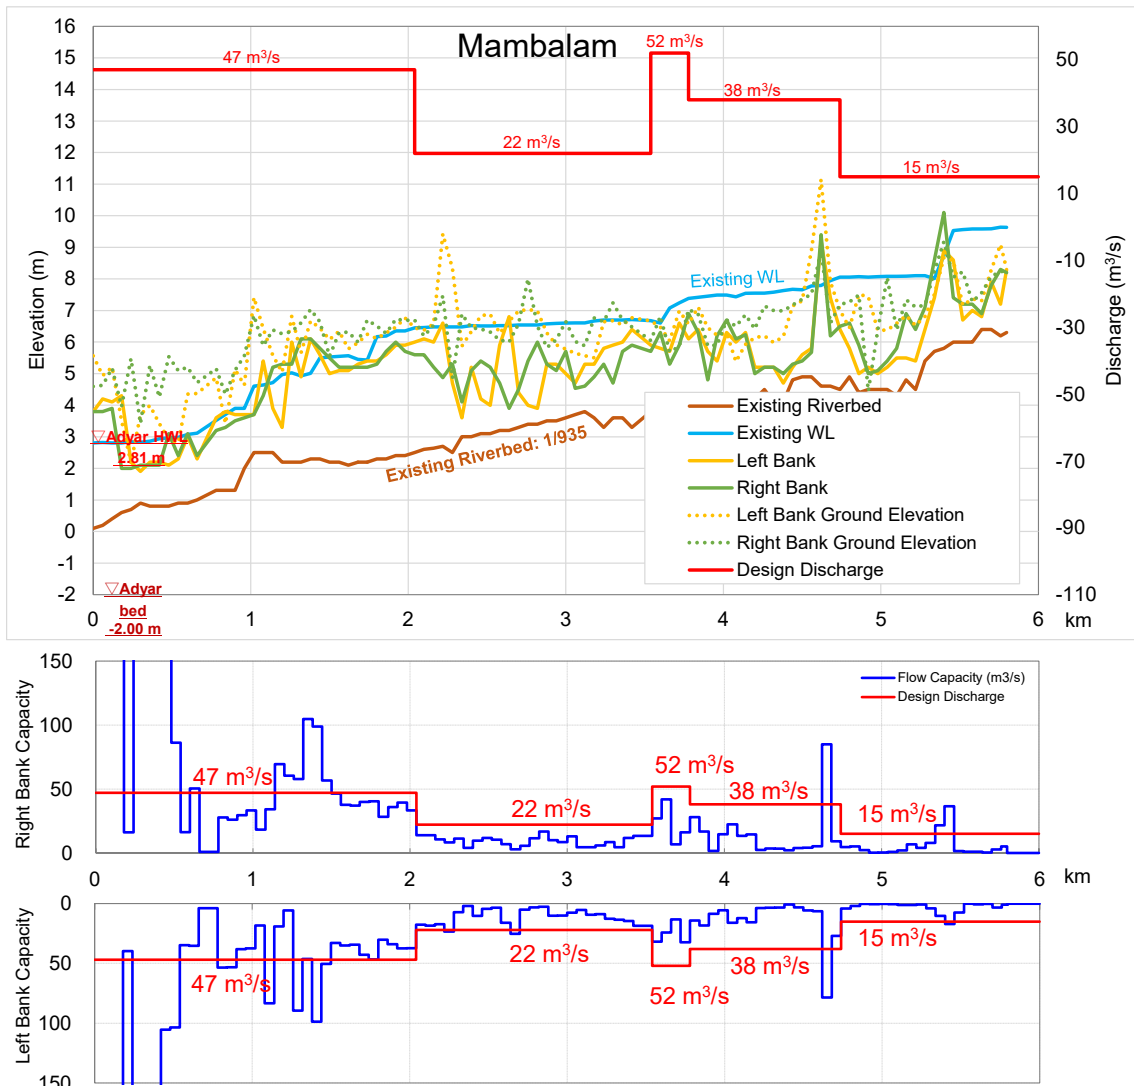 Mambalam
16
15
14
13
12
11
10
9
8
7
6
5
4
3
2
1
0
-1
-2
Elevation (m)
50
30
10
-10
-30
-50
-70
-90
-110
Discharge (m³/s)
47 m³/s
22 m³/s
52 m³/s
38 m³/s
15 m³/s
Existing WL
Adyar HWL
2.81 m
Existing Riverbed: 1/935
Existing Riverbed
Existing WL
Left Bank
Right Bank
Left Bank Ground Elevation
Right Bank Ground Elevation
Design Discharge
Adyar
bed
-2.00 m
0 1 2 3 4 5 6 km
150
100
50
0
Right Bank Capacity
Flow Capacity (m3/s)
Design Discharge
47 m³/s
22 m³/s
52 m³/s
38 m³/s
15 m³/s
0 1 2 3 4 5 6 km
0
50
100
150
Left Bank Capacity
47 m³/s
22 m³/s
52 m³/s
38 m³/s
15 m³/s